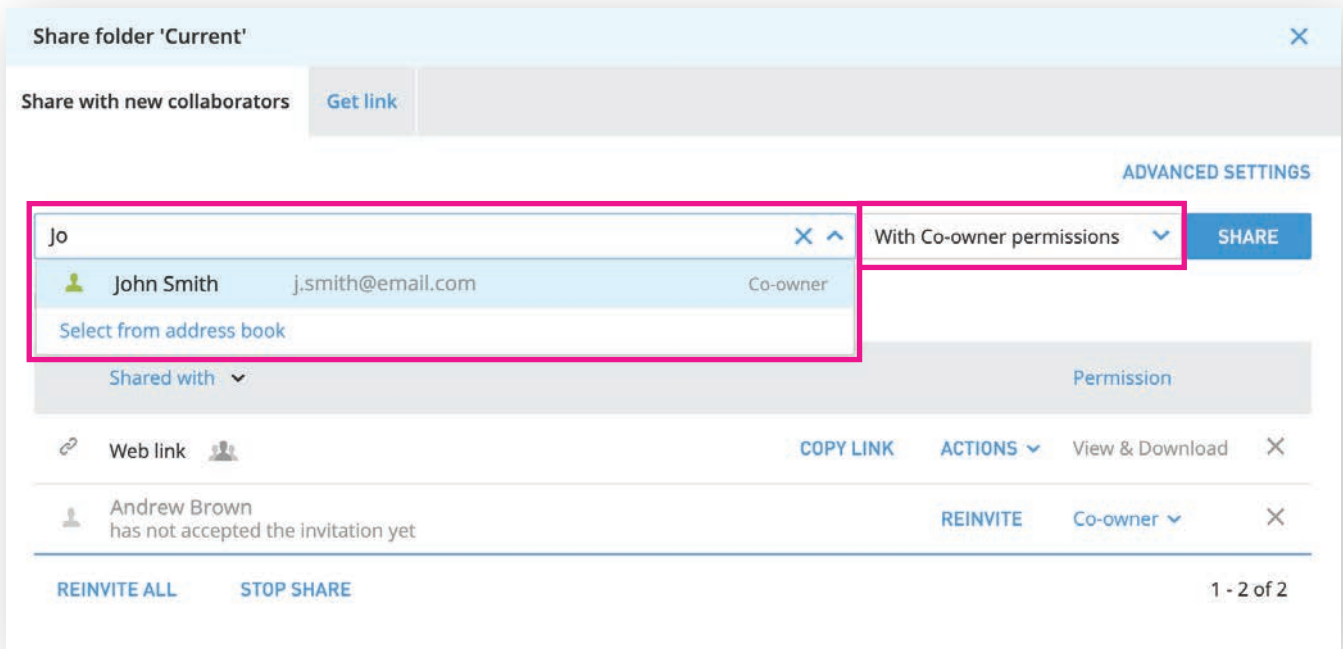 Share folder 'Current'
Share with new collaborators Get link
ADVANCED SETTINGS
Jo With Co-owner permissions SHARE
John Smith j.smith@email.com Co-owner
Select from address book
Shared with Permission
Web link COPY LINK ACTIONS View & Download
Andrew Brown
has not accepted the invitation yet REINVITE Co-owner
REINVITE ALL STOP SHARE 1 - 2 of 2